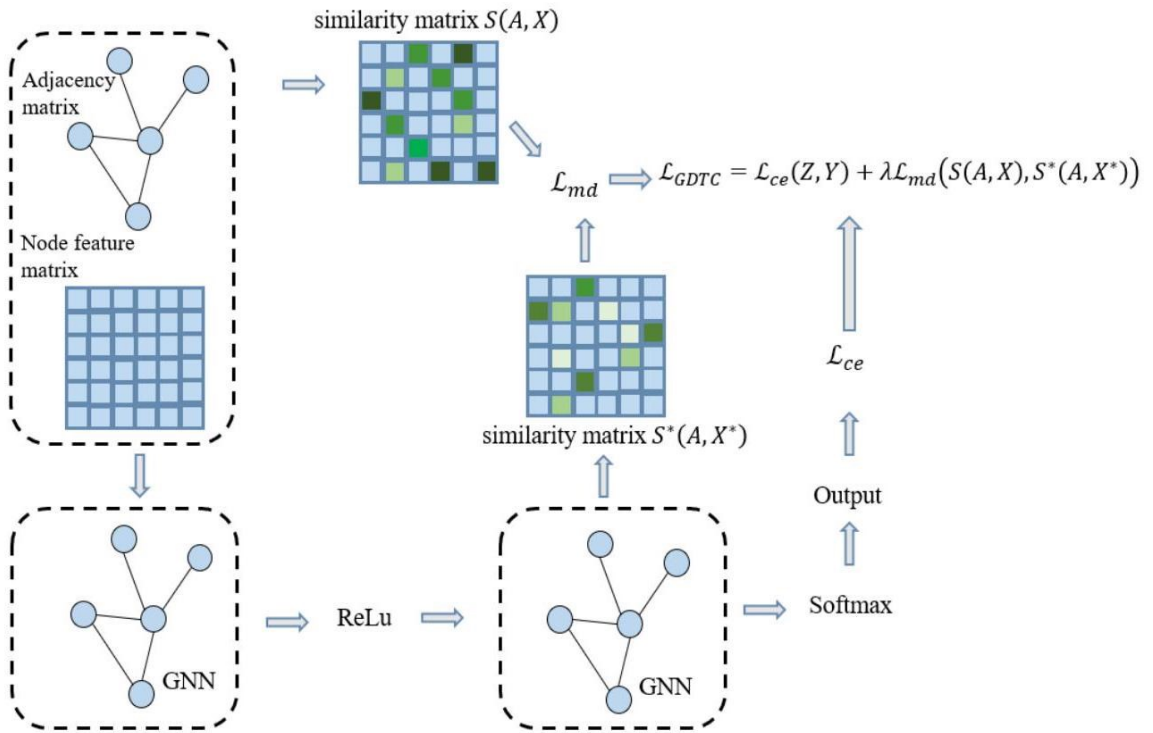 similarity matrix S(A, X)
Adjacency
matrix
Node feature
matrix
ℒ_md
ℒ_GDTC = ℒ_ce(Z, Y) + λℒ_md(S(A, X), S*(A, X*))
ℒ_ce
similarity matrix S*(A, X*)
Output
GNN
ReLu
GNN
Softmax